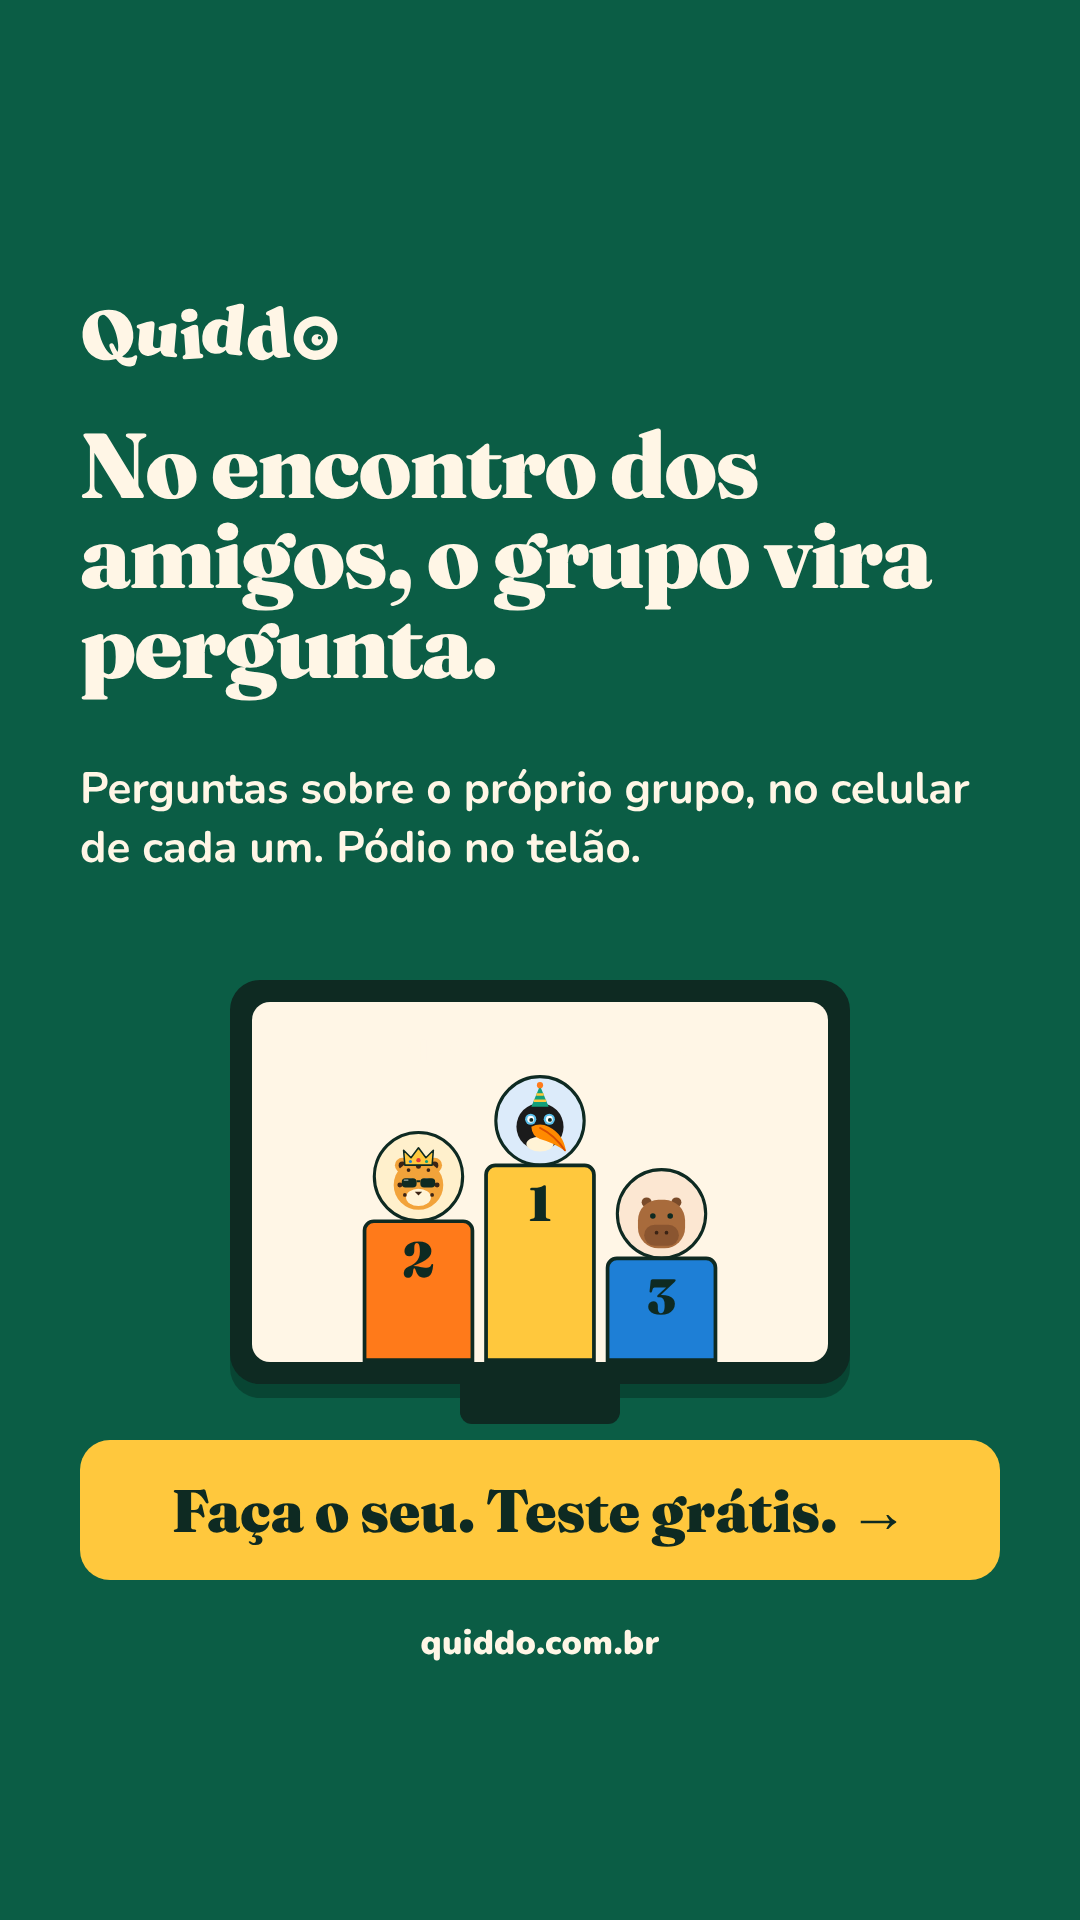 Quiddo
No encontro dos
amigos, o grupo vira
pergunta.
Perguntas sobre o próprio grupo, no celular
de cada um. Pódio no telão.
1
2
3
Faça o seu. Teste grátis. →
quiddo.com.br